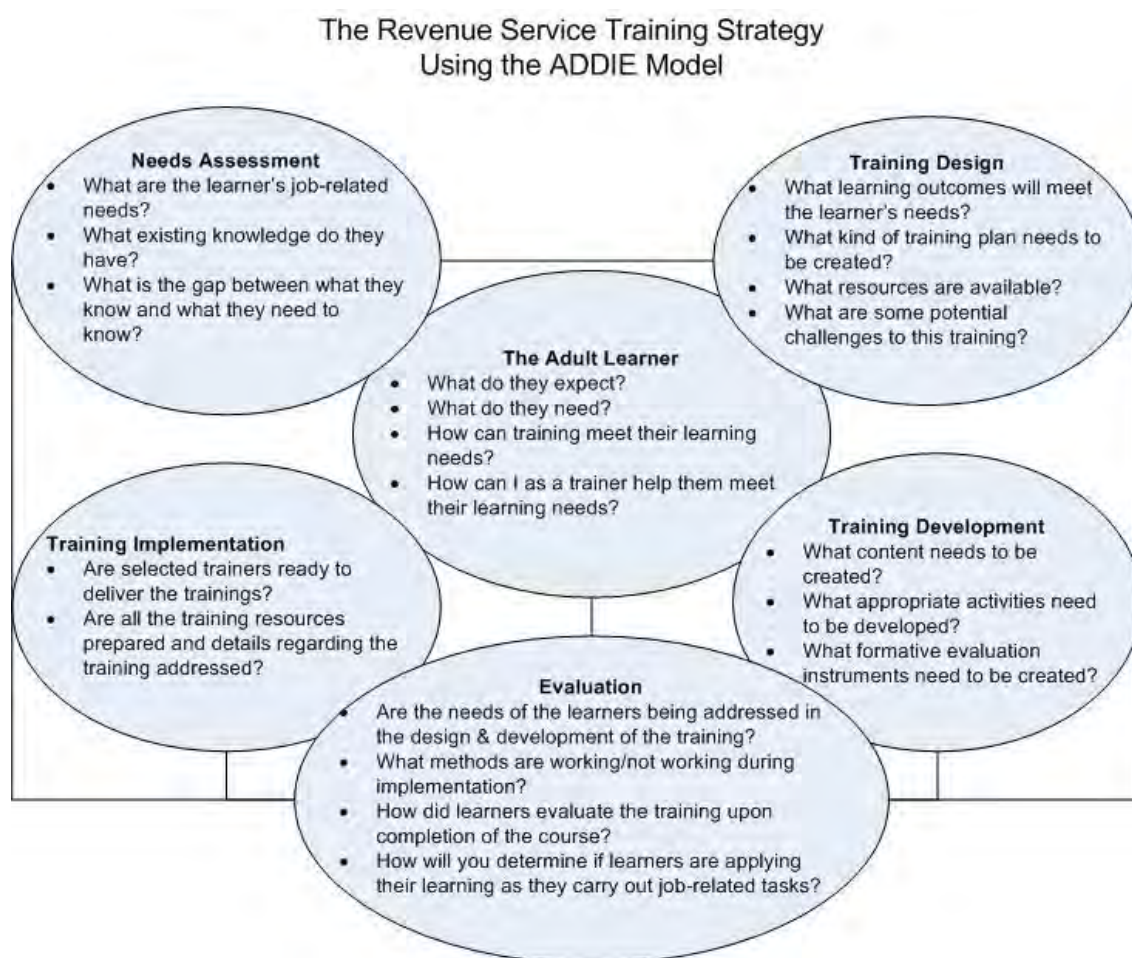 The Revenue Service Training Strategy
Using the ADDIE Model
Needs Assessment
• What are the learner's job-related
needs?
• What existing knowledge do they
have?
• What is the gap between what they
know and what they need to
know?
Training Design
• What learning outcomes will meet
the learner's needs?
• What kind of training plan needs to
be created?
• What resources are available?
• What are some potential
challenges to this training?
The Adult Learner
• What do they expect?
• What do they need?
• How can training meet their learning
needs?
• How can I as a trainer help them meet
their learning needs?
Training Implementation
• Are selected trainers ready to
deliver the trainings?
• Are all the training resources
prepared and details regarding the
training addressed?
Training Development
• What content needs to be
created?
• What appropriate activities need
to be developed?
• What formative evaluation
instruments need to be created?
Evaluation
• Are the needs of the learners being addressed in
the design & development of the training?
• What methods are working/not working during
implementation?
• How did learners evaluate the training upon
completion of the course?
• How will you determine if learners are applying
their learning as they carry out job-related tasks?